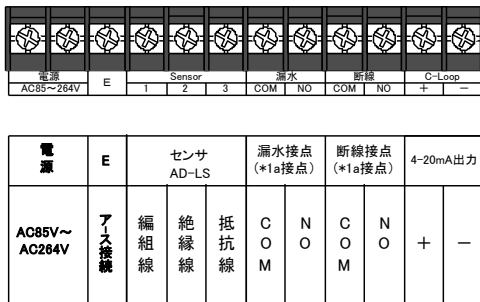 電源 E Sensor 漏水 断線 C-Loop
AC85～264V 1 2 3 COM NO COM NO + −
電源 E センサ AD-LS 漏水接点 (*1a接点) 断線接点 (*1a接点) 4-20mA出力
AC85V～AC264V アース接続 編組線 絶縁線 抵抗線 COM NO COM NO + −